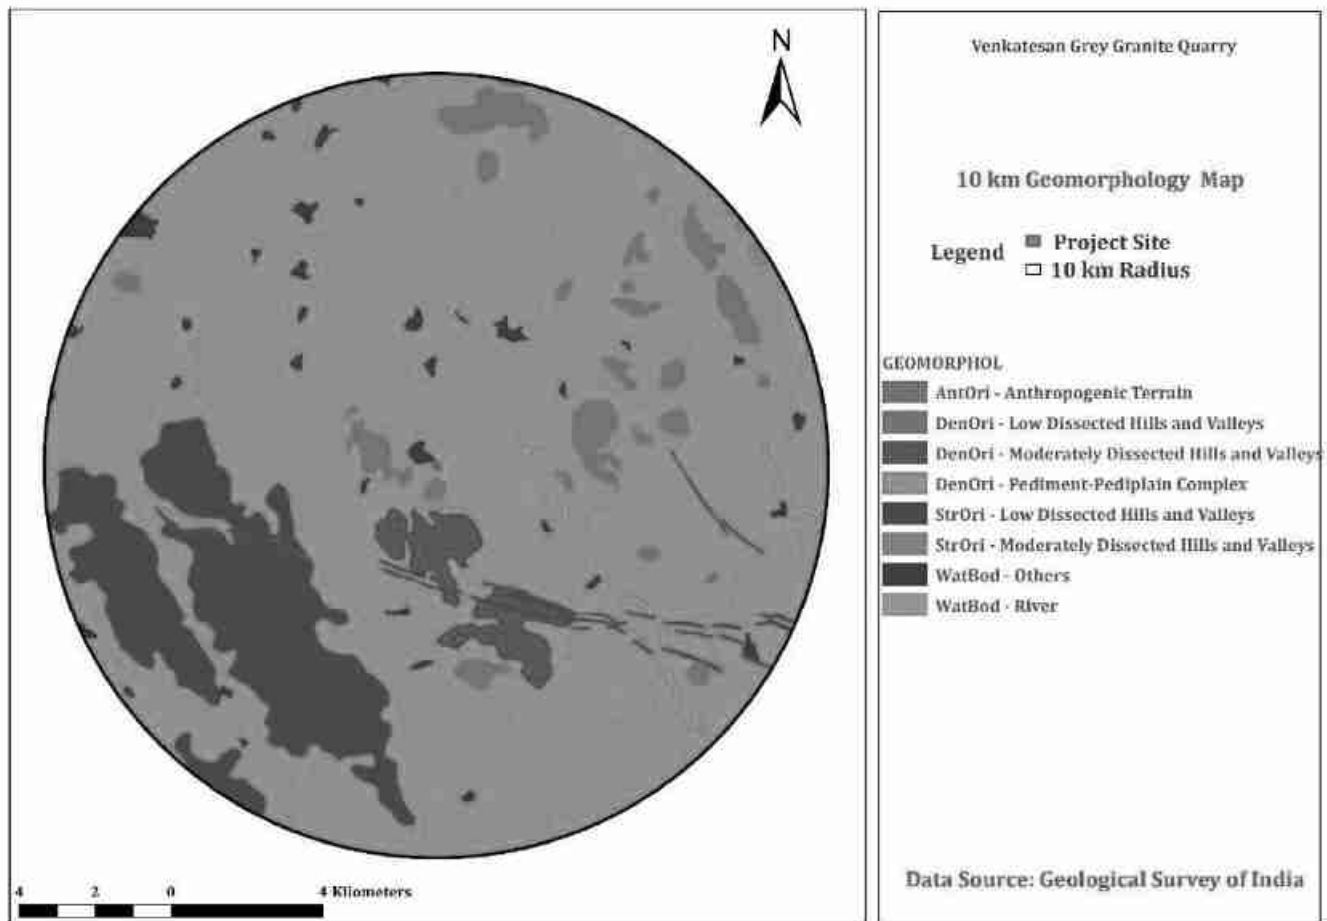 N
4 2 0 4 Kilometers
Venkatesan Grey Granite Quarry
10 km Geomorphology Map
Legend
Project Site
10 km Radius
GEOMORPHOL
AntOri - Anthropogenic Terrain
DenOri - Low Dissected Hills and Valleys
DenOri - Moderately Dissected Hills and Valleys
DenOri - Pediment-Pediplain Complex
StrOri - Low Dissected Hills and Valleys
StrOri - Moderately Dissected Hills and Valleys
WatBod - Others
WatBod - River
Data Source: Geological Survey of India